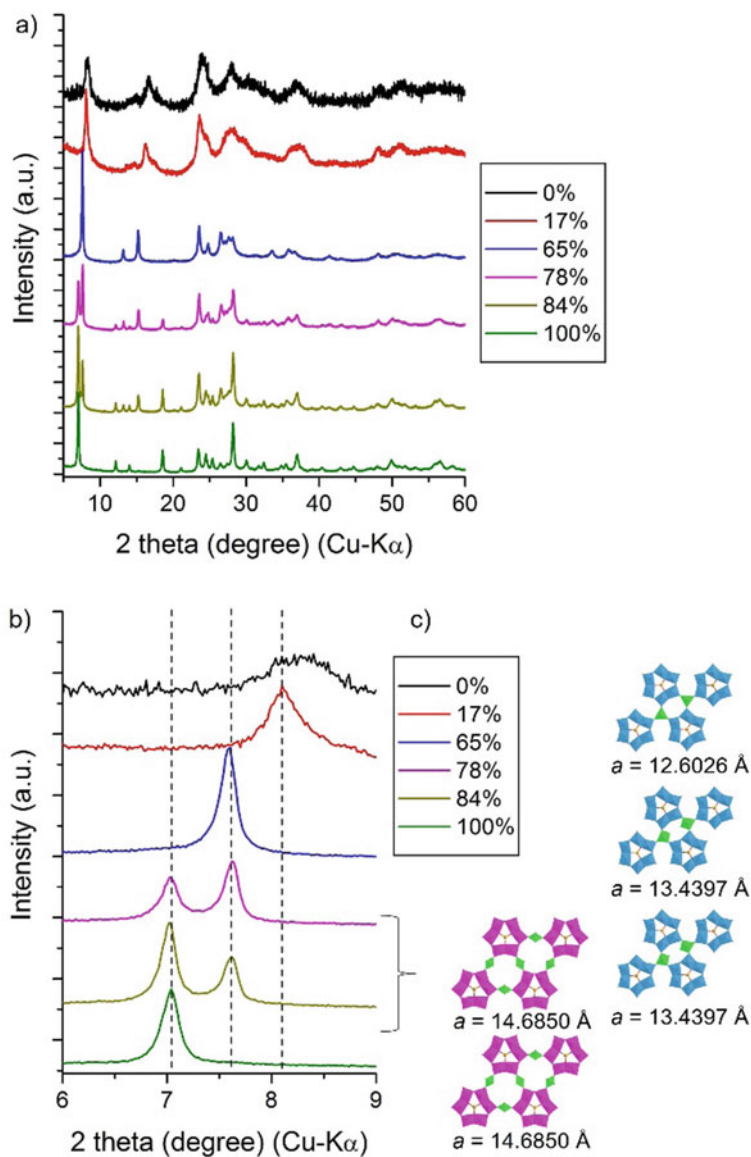 a)
Intensity (a.u.)
0%
17%
65%
78%
84%
100%
10 20 30 40 50 60
2 theta (degree) (Cu-Kα)
b)
Intensity (a.u.)
0%
17%
65%
78%
84%
100%
6 7 8 9
2 theta (degree) (Cu-Kα)
c)
a = 12.6026 Å
a = 13.4397 Å
a = 14.6850 Å
a = 13.4397 Å
a = 14.6850 Å